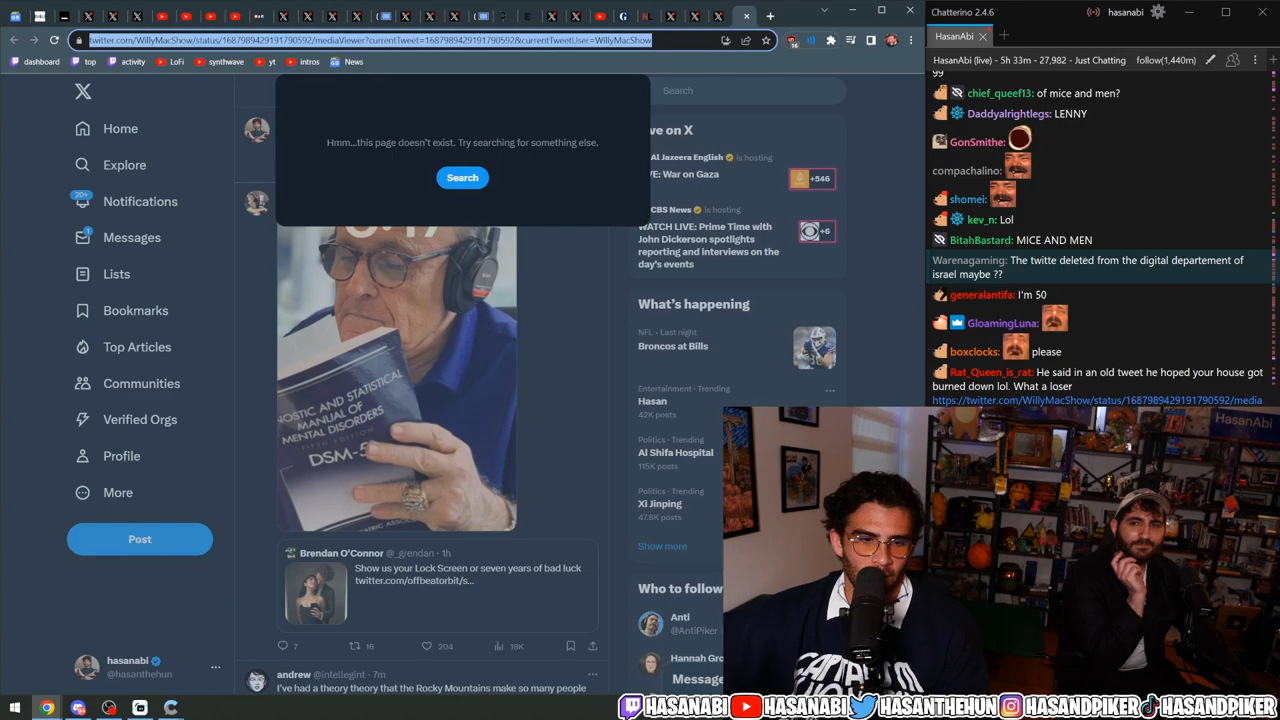 twitter.com/WillyMacShow/status/1687989429191790592/mediaViewer?currentTweet=1687989429191790592&currentTweetUser=WillyMacShow
dashboard
top
activity
LoFi
synthwave
yt
intros
News
Home
Explore
20+
Notifications
1
Messages
Lists
Bookmarks
Top Articles
Communities
Verified Orgs
Profile
More
Post
hasanabi
@hasanthehun
Hmm...this page doesn't exist. Try searching for something else.
Search
DSM-5
MENTAL DISORDERS
Brendan O'Connor @_grendan · 1h
Show us your Lock Screen or seven years of bad luck
twitter.com/offbeatorbit/s...
7
16
204
18K
andrew @intellegint · 7m
I've had a theory theory that the Rocky Mountains make so many people
Search
ve on X
Al Jazeera English is hosting
VE: War on Gaza
+546
CBS News is hosting
WATCH LIVE: Prime Time with
John Dickerson spotlights
reporting and interviews on the
day's events
+6
What's happening
NFL · Last night
Broncos at Bills
Entertainment · Trending
Hasan
42K posts
Politics · Trending
Al Shifa Hospital
115K posts
Politics · Trending
Xi Jinping
47.8K posts
Show more
Who to follow
Anti
@AntiPiker
Hannah Gro
Message
Chatterino 2.4.6
hasanabi
HasanAbi
HasanAbi (live) - 5h 33m - 27,982 - Just Chatting
follow(1,440m)
99
chief_queef13: of mice and men?
Daddyalrightlegs: LENNY
GonSmithe:
compachalino:
shomei:
kev_n: Lol
BitahBastard: MICE AND MEN
Warenagaming: The twitte deleted from the digital departement of
israel maybe ??
generalantifa: I'm 50
GloamingLuna:
boxclocks: please
Rat_Queen_is_rat: He said in an old tweet he hoped your house got
burned down lol. What a loser
https://twitter.com/WillyMacShow/status/1687989429191790592/media
HasanAbi
HASANABI
HASANABI
HASANTHEHUN
HASANDPIKER
HASANDPIKER